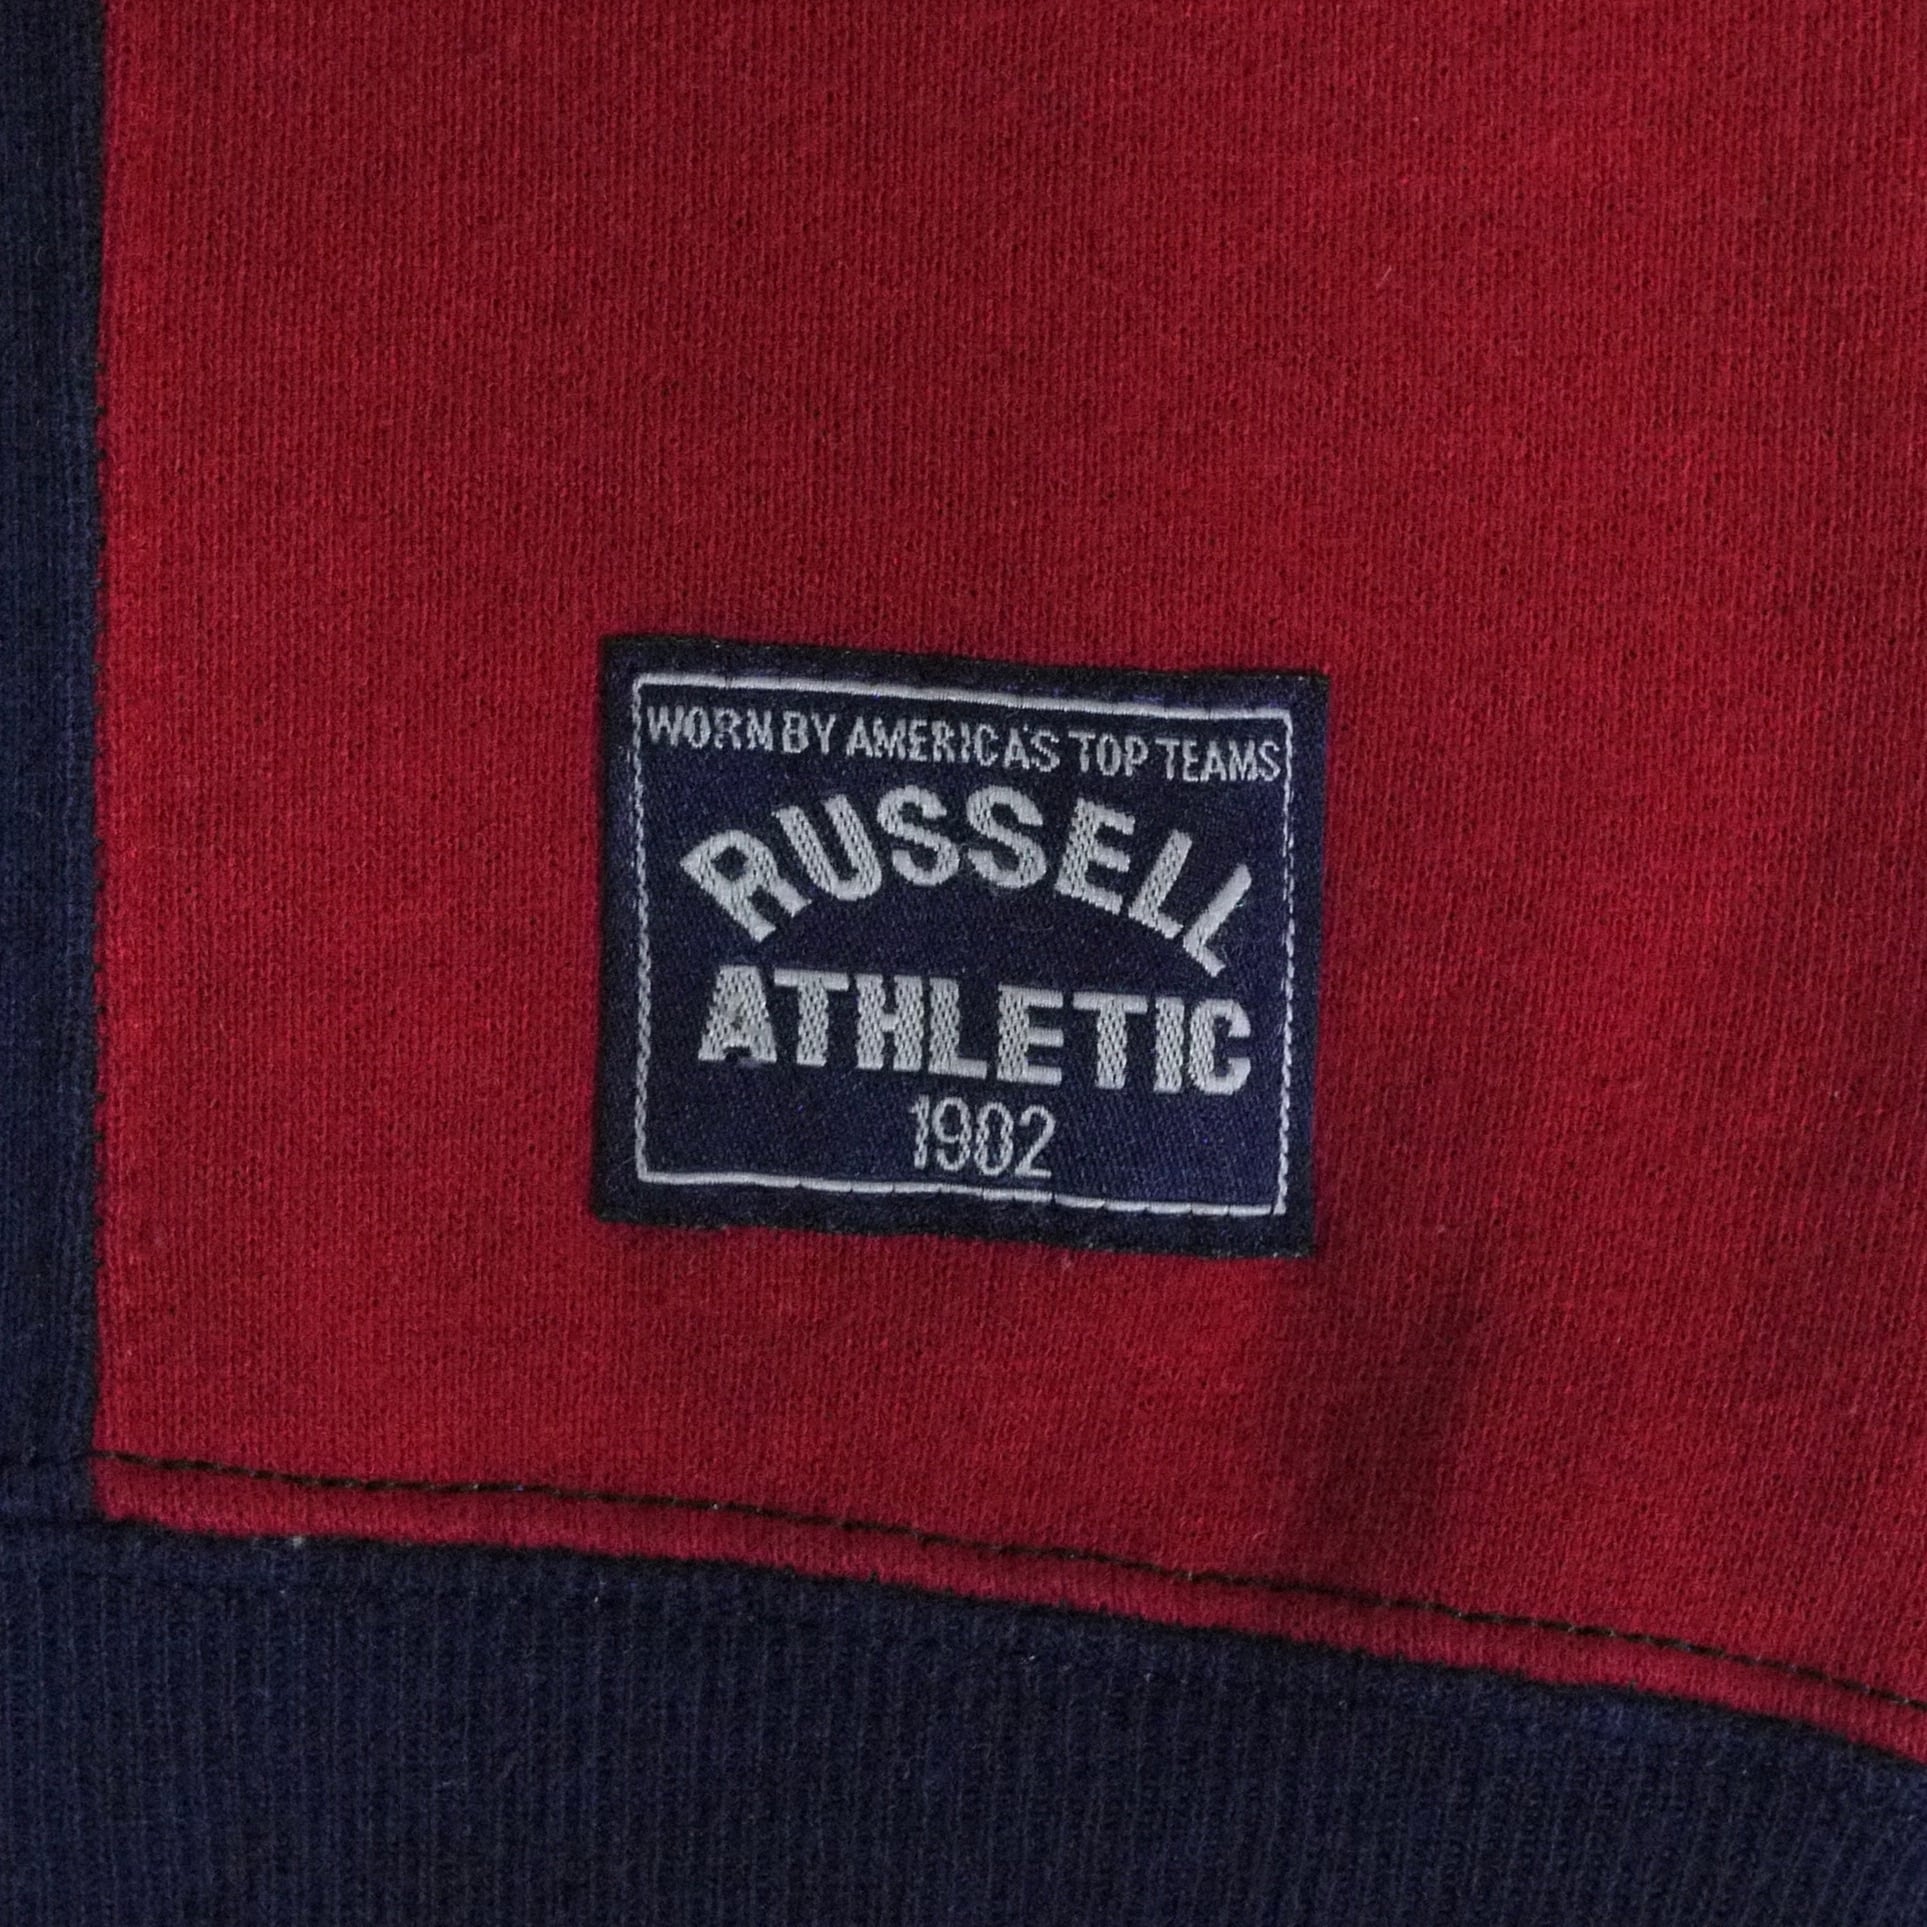 WORN BY AMERICA'S TOP TEAMS
RUSSELL
ATHLETIC
1902